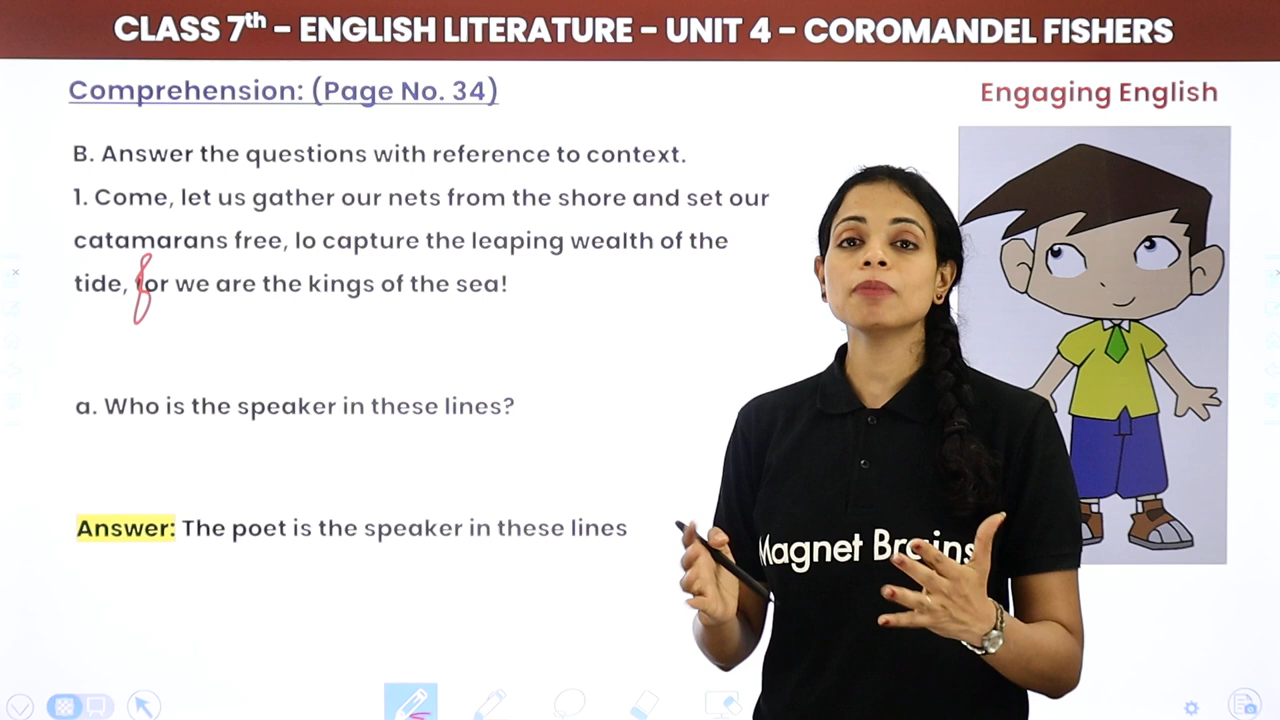 CLASS 7th – ENGLISH LITERATURE – UNIT 4 – COROMANDEL FISHERS
Comprehension: (Page No. 34)
Engaging English
B. Answer the questions with reference to context.
1. Come, let us gather our nets from the shore and set our
catamarans free, lo capture the leaping wealth of the
tide, for we are the kings of the sea!
a. Who is the speaker in these lines?
Answer: The poet is the speaker in these lines
Magnet Brains